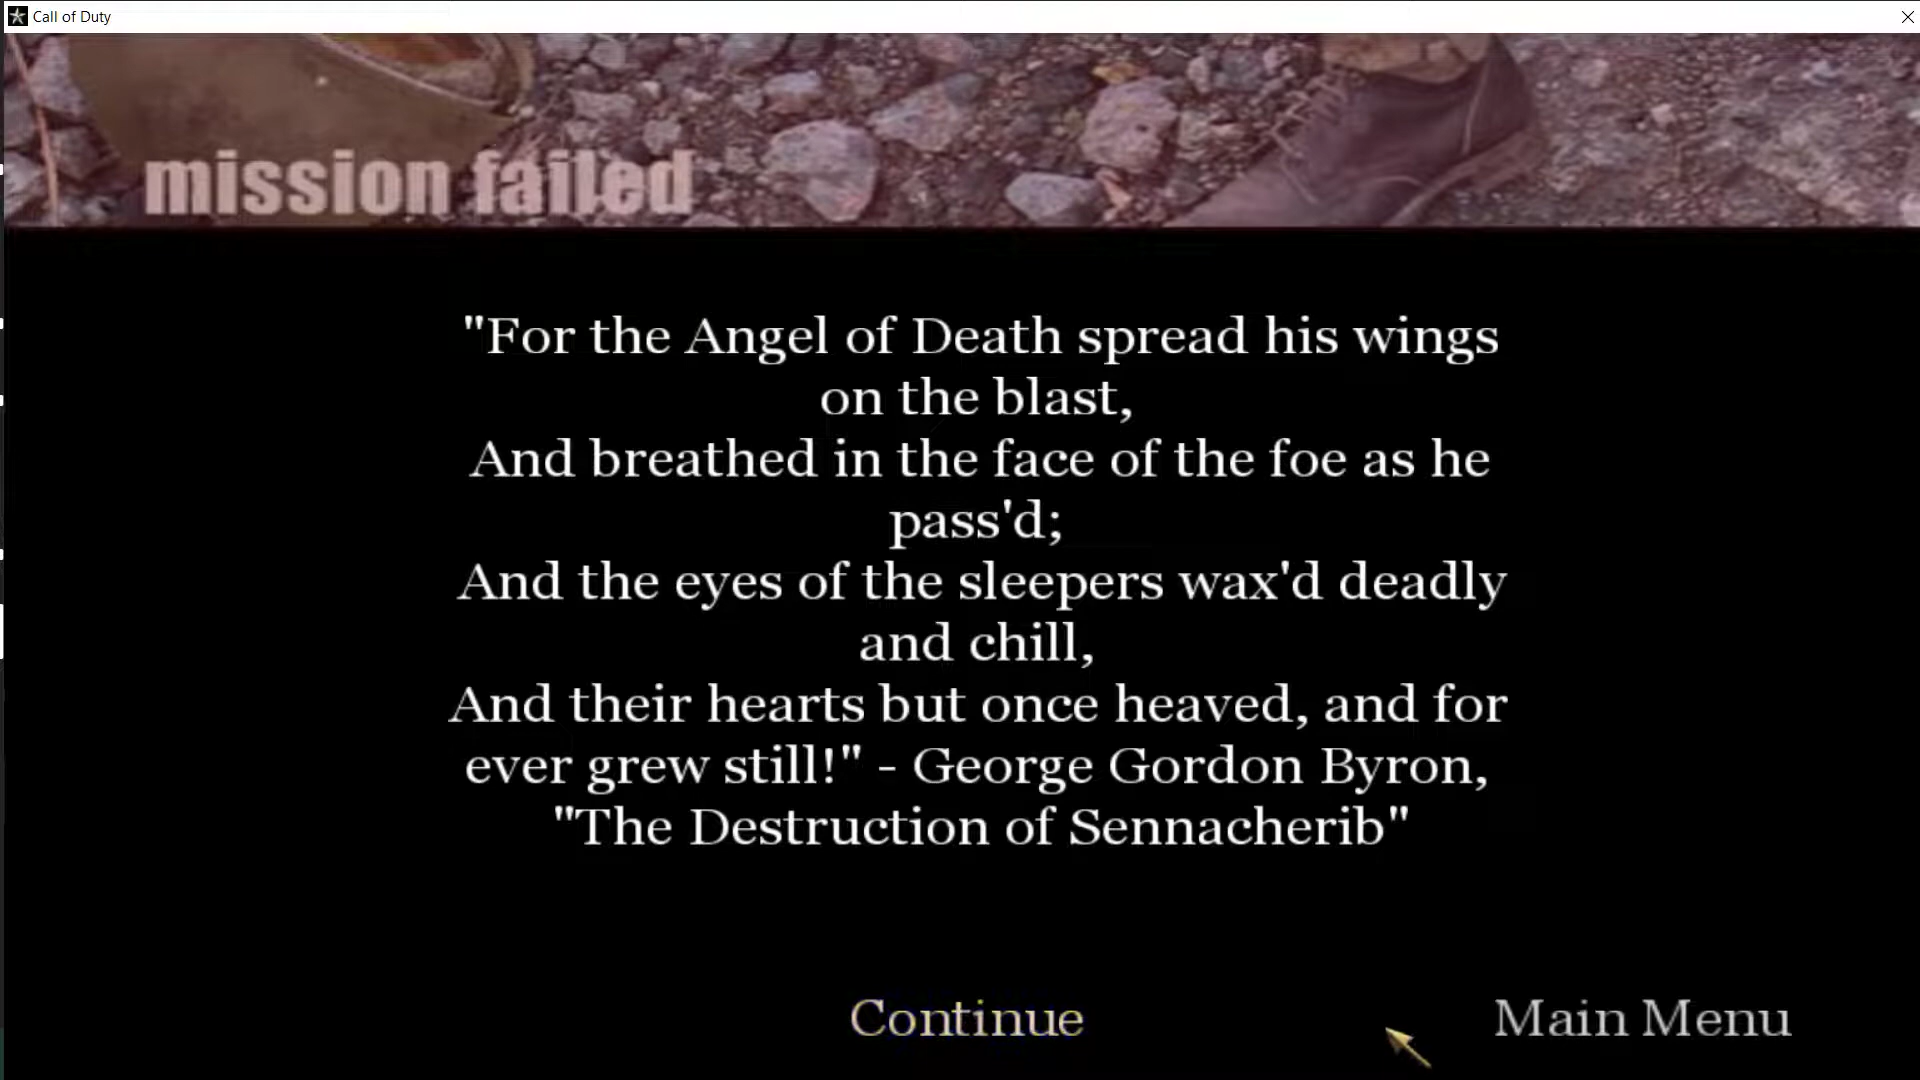 Call of Duty
mission failed
"For the Angel of Death spread his wings
on the blast,
And breathed in the face of the foe as he
pass'd;
And the eyes of the sleepers wax'd deadly
and chill,
And their hearts but once heaved, and for
ever grew still!" - George Gordon Byron,
"The Destruction of Sennacherib"
Continue
Main Menu